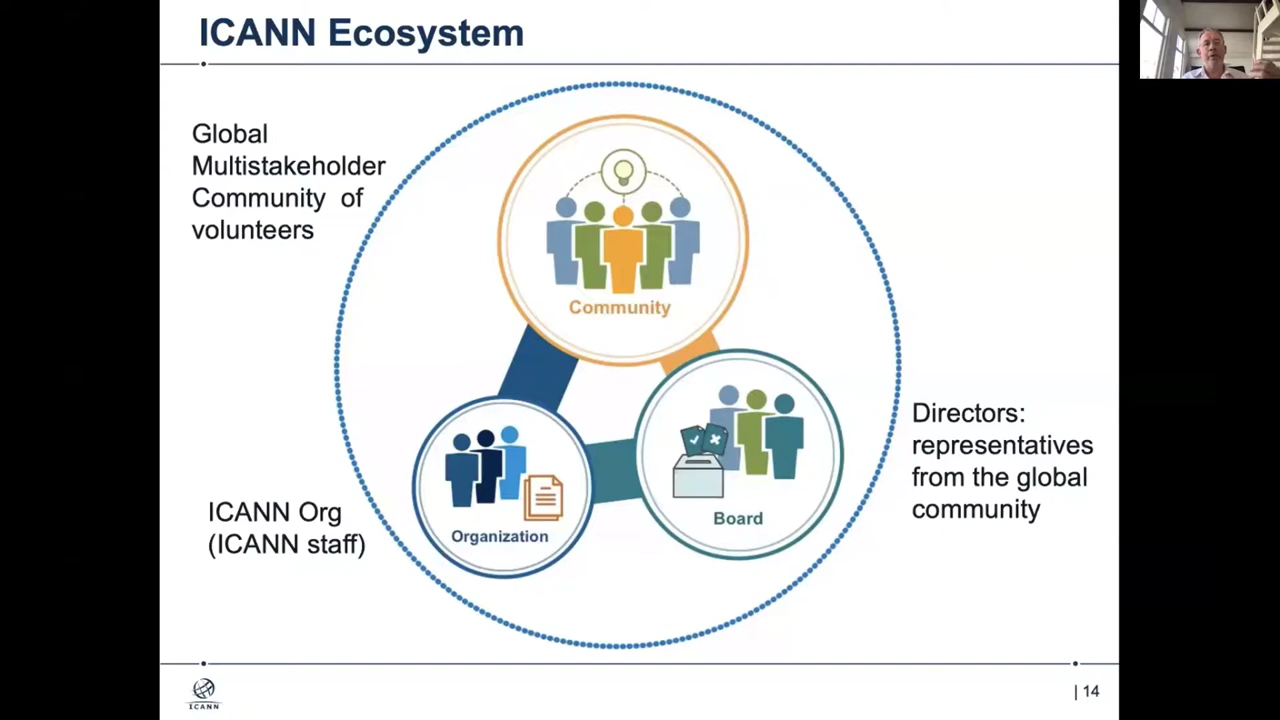 ICANN Ecosystem
Global
Multistakeholder
Community of
volunteers
Community
Directors:
representatives
from the global
community
ICANN Org
(ICANN staff)
Organization
Board
ICANN
| 14